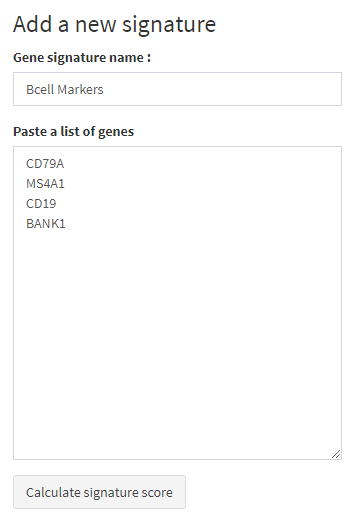 Add a new signature
Gene signature name :
Bcell Markers
Paste a list of genes
CD79A
MS4A1
CD19
BANK1
Calculate signature score